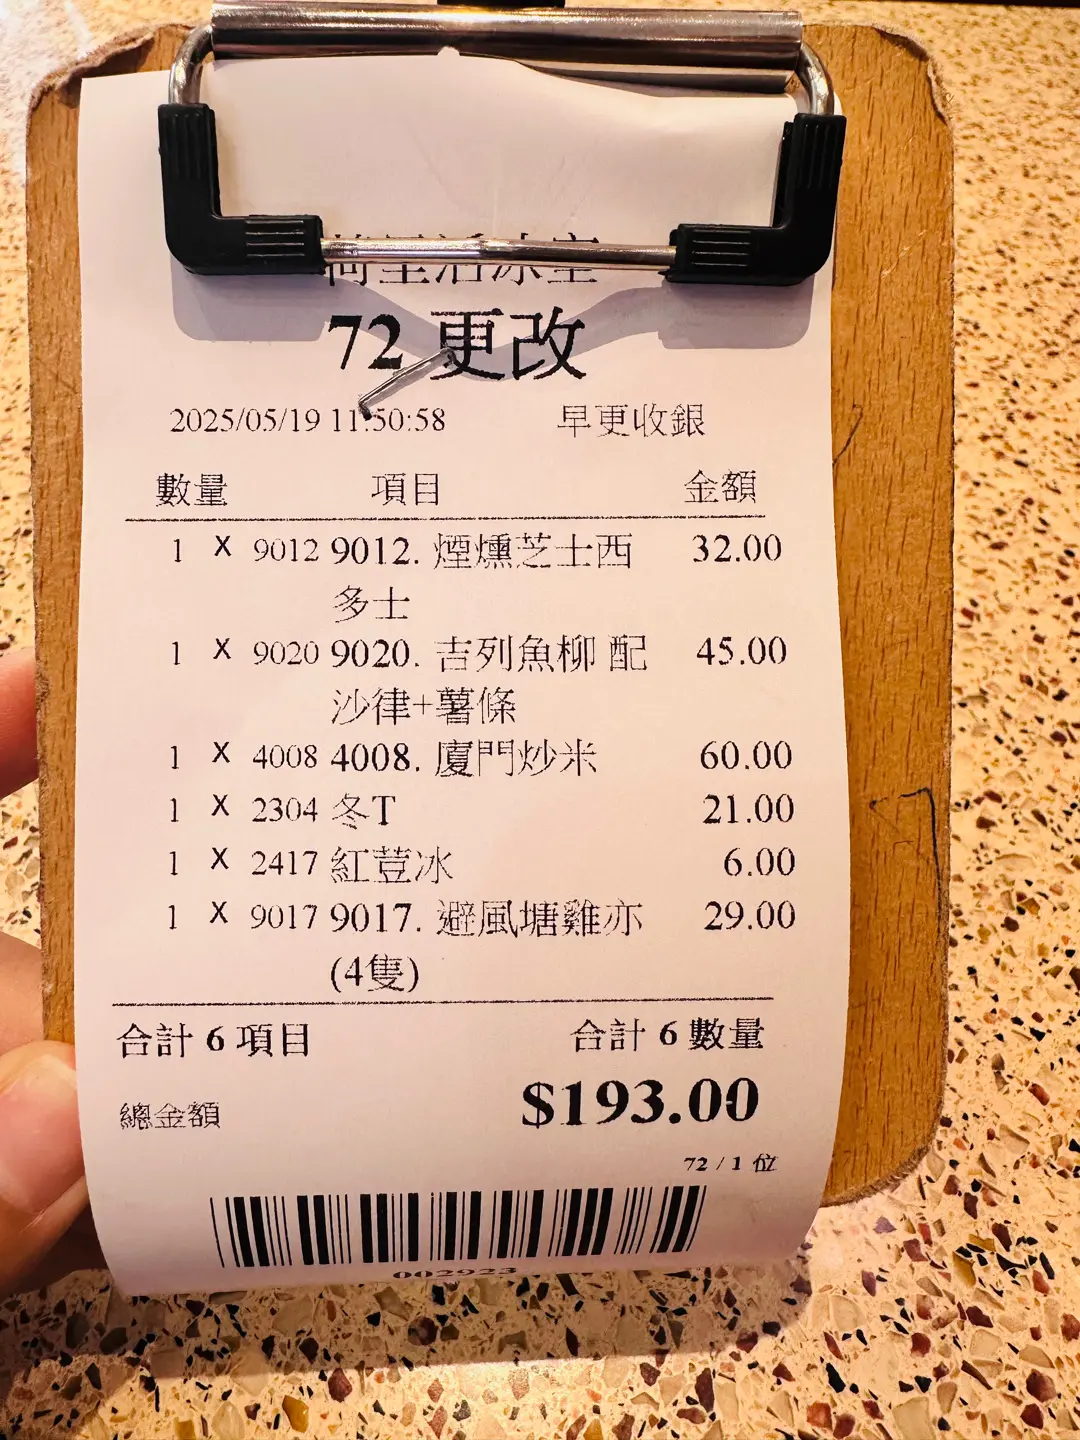 72 更改
2025/05/19 11:50:58 早更收銀
數量 項目 金額
1 X 9012 9012. 煙燻芝士西 32.00
多士
1 X 9020 9020. 吉列魚柳 配 45.00
沙律+薯條
1 X 4008 4008. 廈門炒米 60.00
1 X 2304 冬T 21.00
1 X 2417 紅荳冰 6.00
1 X 9017 9017. 避風塘雞亦 29.00
(4隻)
合計 6 項目 合計 6 數量
總金額 $193.00
72 / 1 位
002923